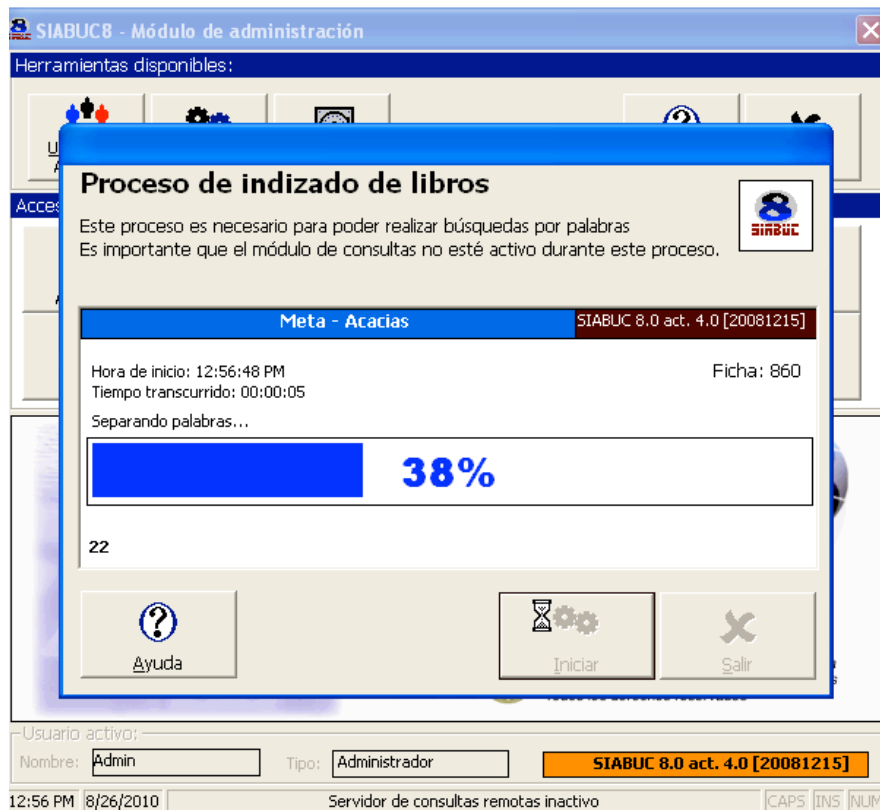 SIABUC8 - Módulo de administración
Herramientas disponibles:
Proceso de indizado de libros
Este proceso es necesario para poder realizar búsquedas por palabras
Es importante que el módulo de consultas no esté activo durante este proceso.
SIABUC
Meta - Acacias
SIABUC 8.0 act. 4.0 [20081215]
Hora de inicio: 12:56:48 PM
Ficha: 860
Tiempo transcurrido: 00:00:05
Separando palabras...
38%
22
Ayuda
Iniciar
Salir
Usuario activo:
Nombre: Admin
Tipo: Administrador
SIABUC 8.0 act. 4.0 [20081215]
12:56 PM 8/26/2010 Servidor de consultas remotas inactivo CAPS INS NUM